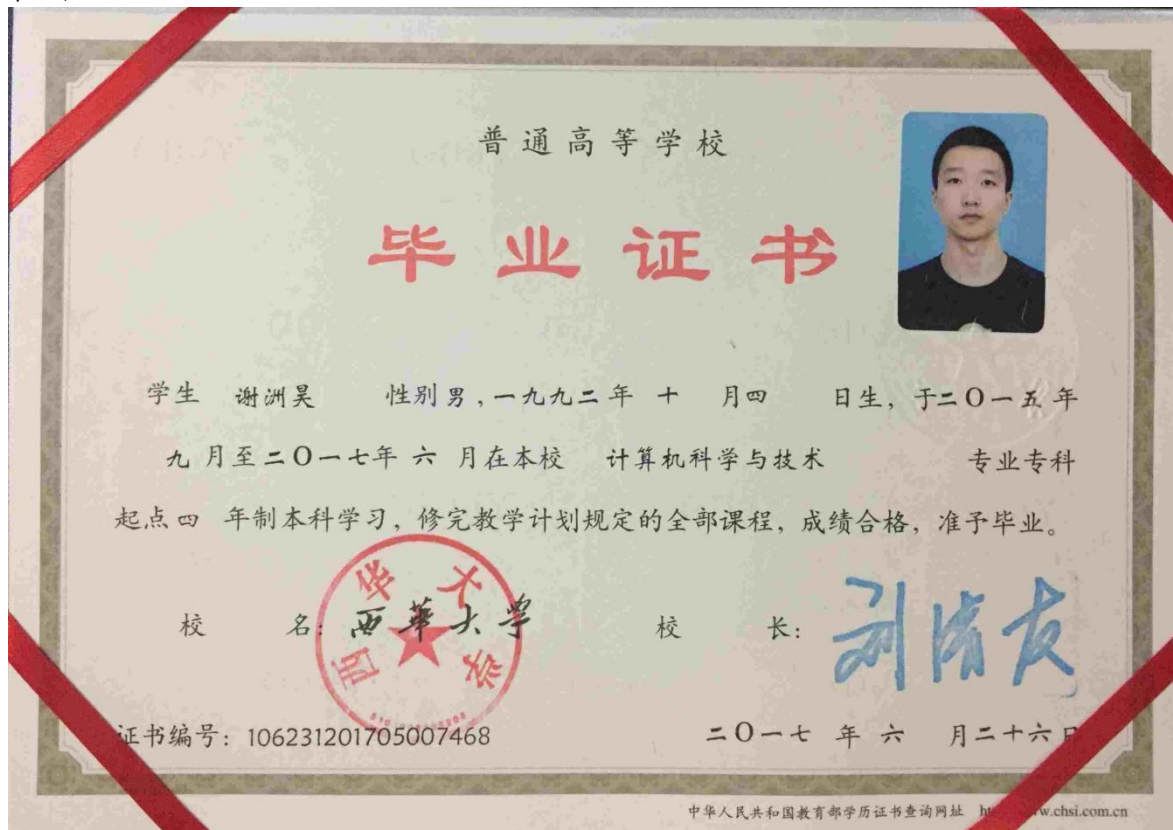 普通高等学校
毕业证书
学生 谢洲昊 性别 男，一九九二年 十 月四 日生，于二〇一五年
九 月至二〇一七年 六 月在本校 计算机科学与技术 专业专科
起点四 年制本科学习，修完教学计划规定的全部课程，成绩合格，准予毕业。
校 名：西華大学 校 长：刘清友
西华大学
证书编号：106231201705007468 二〇一七 年 六 月二十六日
中华人民共和国教育部学历证书查询网址 w.chsi.com.cn